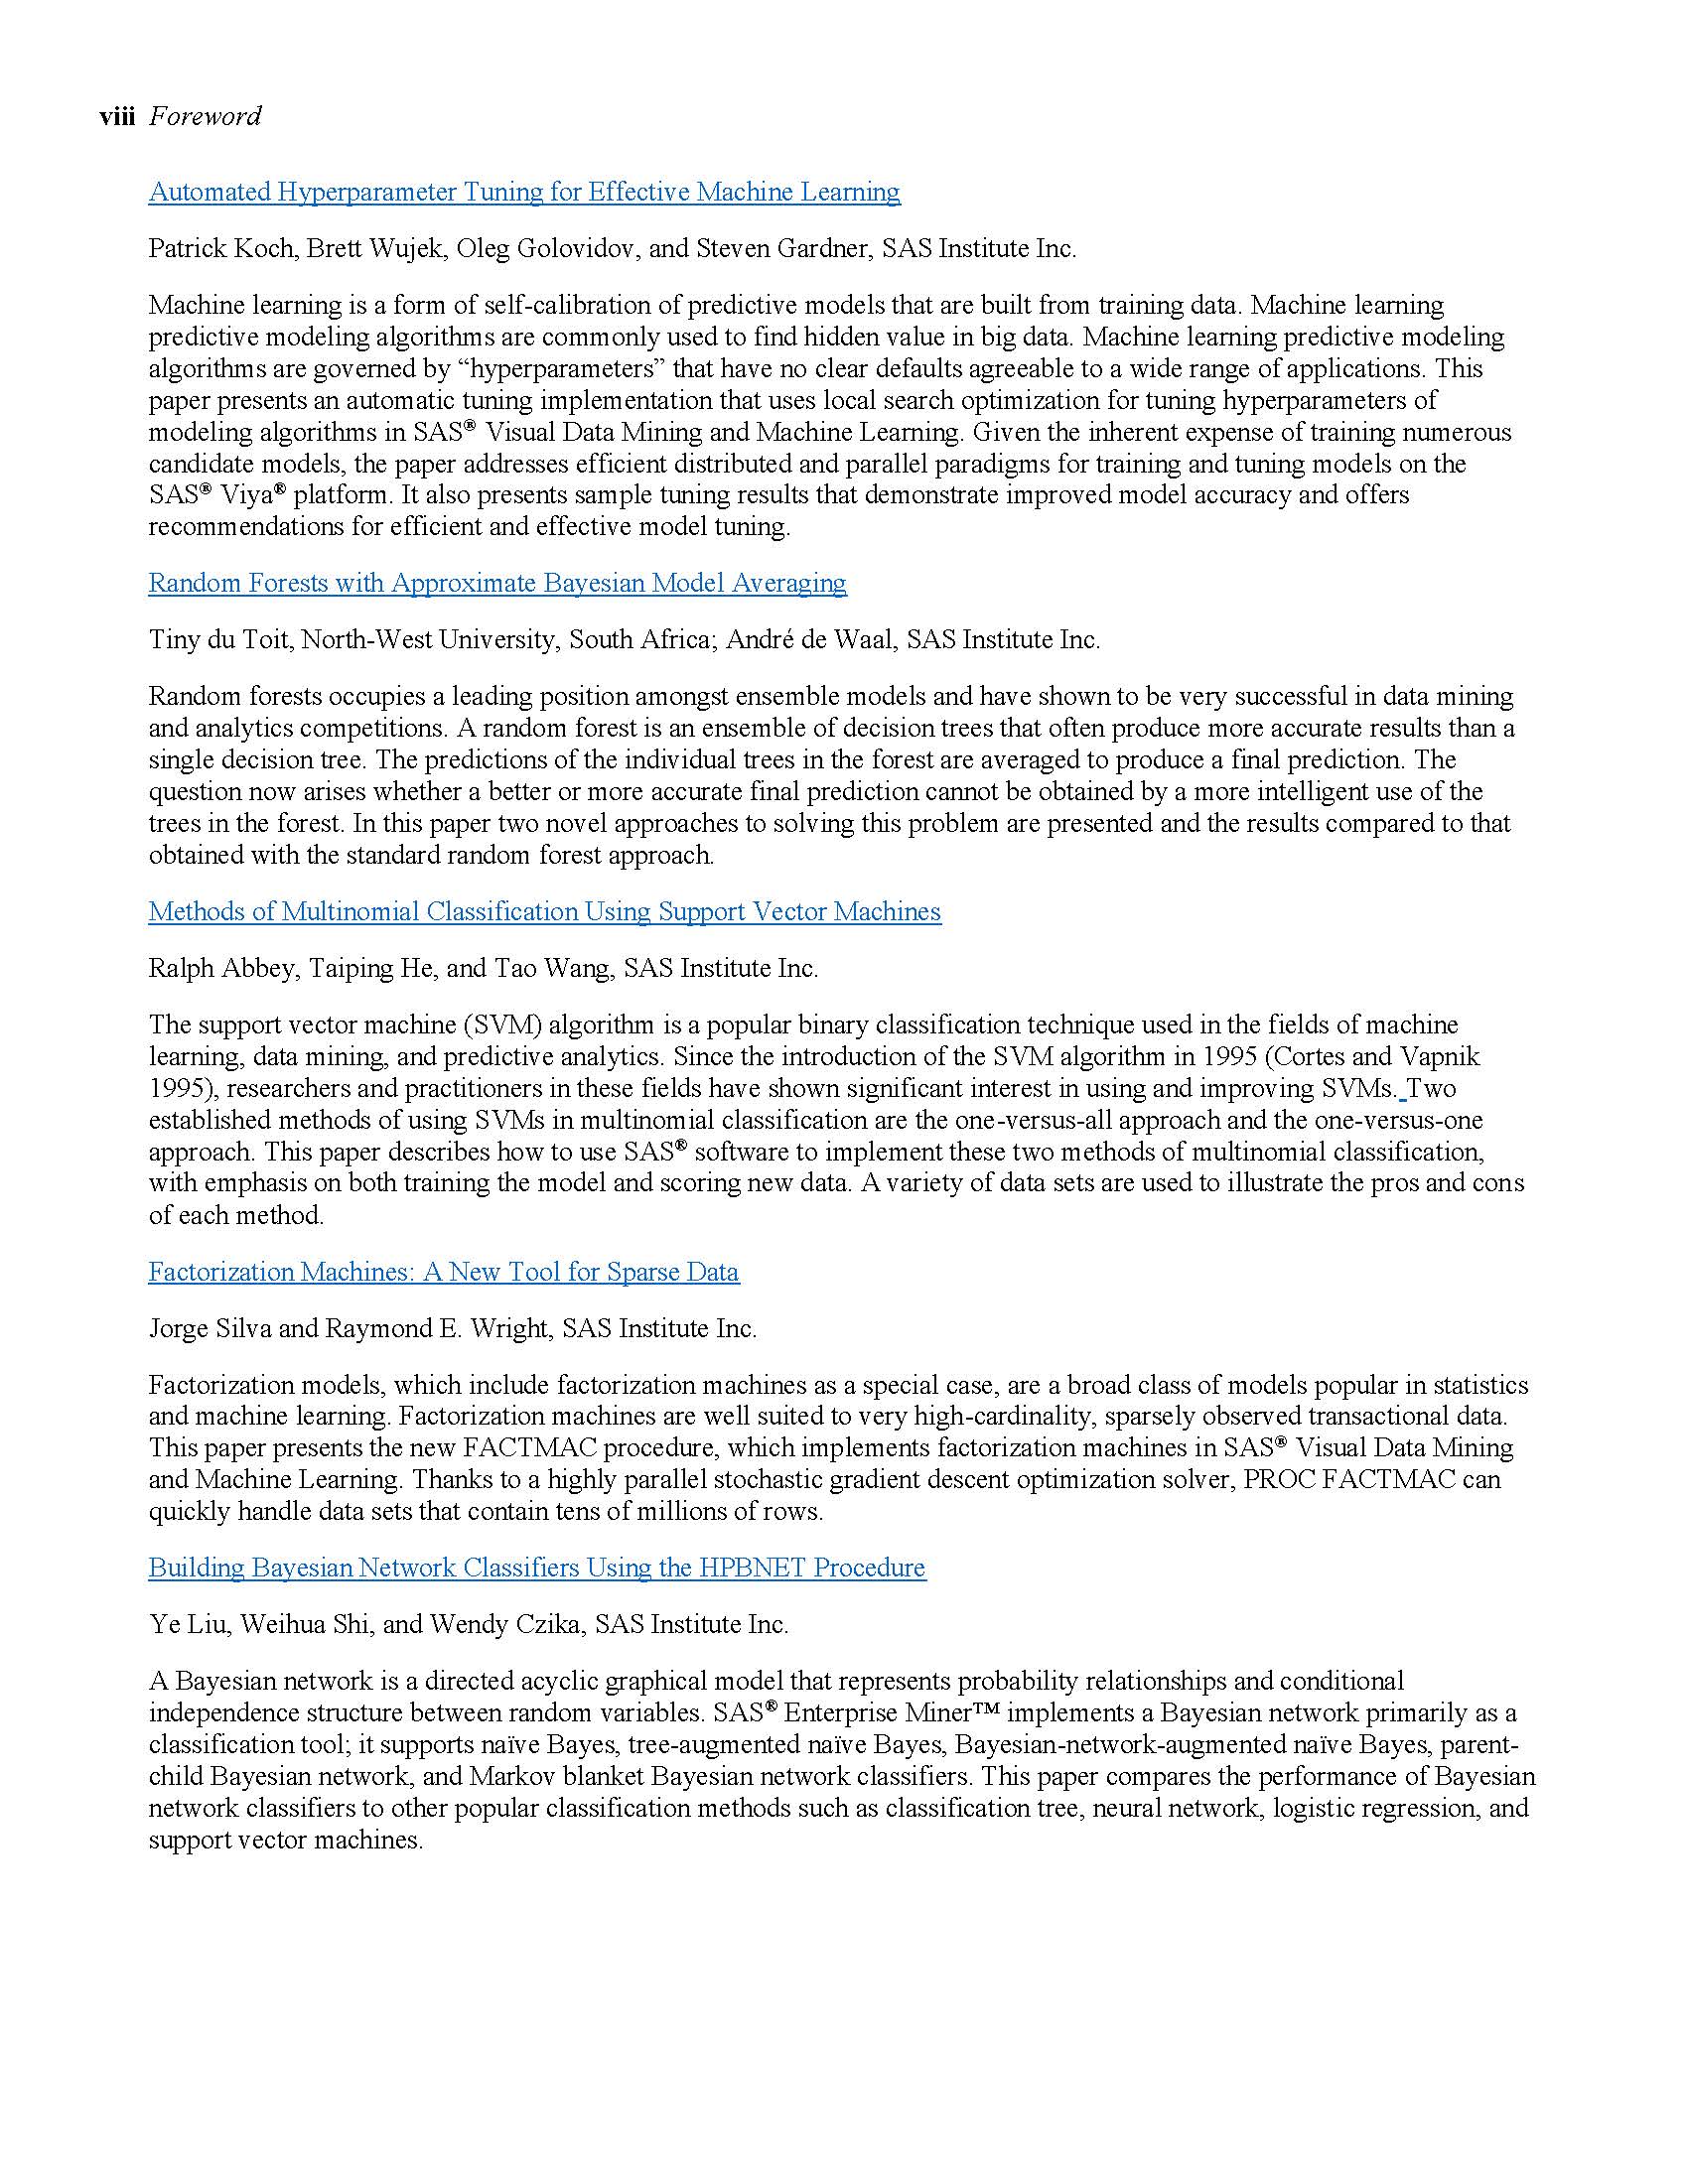 viii Foreword
Automated Hyperparameter Tuning for Effective Machine Learning
Patrick Koch, Brett Wujek, Oleg Golovidov, and Steven Gardner, SAS Institute Inc.
Machine learning is a form of self-calibration of predictive models that are built from training data. Machine learning
predictive modeling algorithms are commonly used to find hidden value in big data. Machine learning predictive modeling
algorithms are governed by “hyperparameters” that have no clear defaults agreeable to a wide range of applications. This
paper presents an automatic tuning implementation that uses local search optimization for tuning hyperparameters of
modeling algorithms in SAS® Visual Data Mining and Machine Learning. Given the inherent expense of training numerous
candidate models, the paper addresses efficient distributed and parallel paradigms for training and tuning models on the
SAS® Viya® platform. It also presents sample tuning results that demonstrate improved model accuracy and offers
recommendations for efficient and effective model tuning.
Random Forests with Approximate Bayesian Model Averaging
Tiny du Toit, North-West University, South Africa; André de Waal, SAS Institute Inc.
Random forests occupies a leading position amongst ensemble models and have shown to be very successful in data mining
and analytics competitions. A random forest is an ensemble of decision trees that often produce more accurate results than a
single decision tree. The predictions of the individual trees in the forest are averaged to produce a final prediction. The
question now arises whether a better or more accurate final prediction cannot be obtained by a more intelligent use of the
trees in the forest. In this paper two novel approaches to solving this problem are presented and the results compared to that
obtained with the standard random forest approach.
Methods of Multinomial Classification Using Support Vector Machines
Ralph Abbey, Taiping He, and Tao Wang, SAS Institute Inc.
The support vector machine (SVM) algorithm is a popular binary classification technique used in the fields of machine
learning, data mining, and predictive analytics. Since the introduction of the SVM algorithm in 1995 (Cortes and Vapnik
1995), researchers and practitioners in these fields have shown significant interest in using and improving SVMs. Two
established methods of using SVMs in multinomial classification are the one-versus-all approach and the one-versus-one
approach. This paper describes how to use SAS® software to implement these two methods of multinomial classification,
with emphasis on both training the model and scoring new data. A variety of data sets are used to illustrate the pros and cons
of each method.
Factorization Machines: A New Tool for Sparse Data
Jorge Silva and Raymond E. Wright, SAS Institute Inc.
Factorization models, which include factorization machines as a special case, are a broad class of models popular in statistics
and machine learning. Factorization machines are well suited to very high-cardinality, sparsely observed transactional data.
This paper presents the new FACTMAC procedure, which implements factorization machines in SAS® Visual Data Mining
and Machine Learning. Thanks to a highly parallel stochastic gradient descent optimization solver, PROC FACTMAC can
quickly handle data sets that contain tens of millions of rows.
Building Bayesian Network Classifiers Using the HPBNET Procedure
Ye Liu, Weihua Shi, and Wendy Czika, SAS Institute Inc.
A Bayesian network is a directed acyclic graphical model that represents probability relationships and conditional
independence structure between random variables. SAS® Enterprise Miner™ implements a Bayesian network primarily as a
classification tool; it supports naïve Bayes, tree-augmented naïve Bayes, Bayesian-network-augmented naïve Bayes, parent-
child Bayesian network, and Markov blanket Bayesian network classifiers. This paper compares the performance of Bayesian
network classifiers to other popular classification methods such as classification tree, neural network, logistic regression, and
support vector machines.